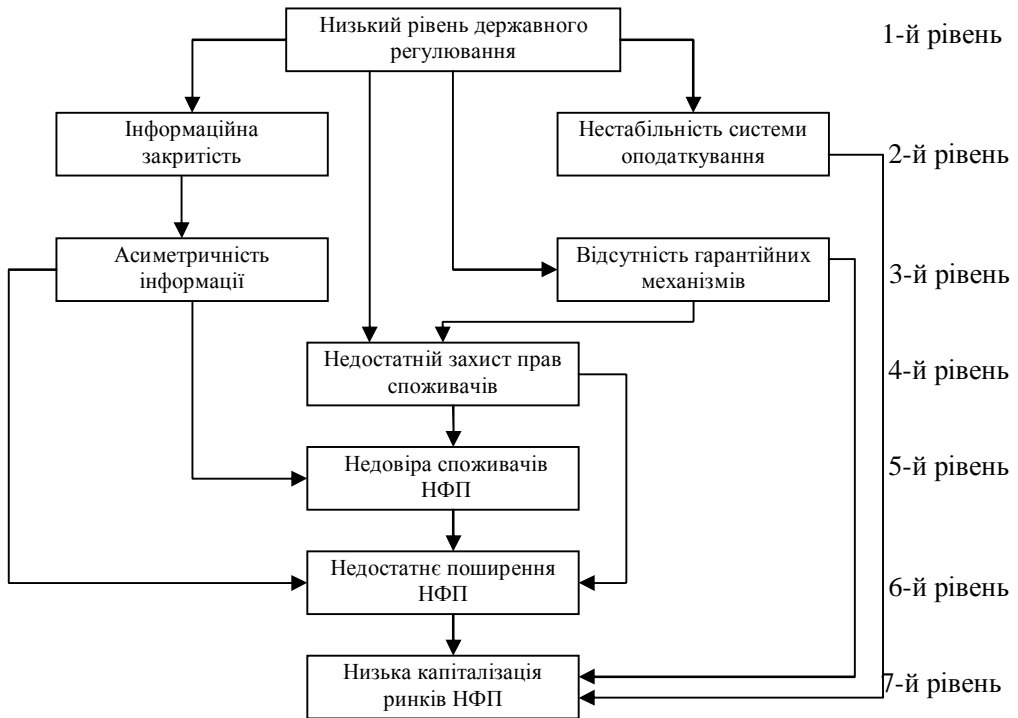 Низький рівень державного
регулювання
1-й рівень
Інформаційна
закритість
Нестабільність системи
оподаткування
2-й рівень
Асиметричність
інформації
Відсутність гарантійних
механізмів
3-й рівень
Недостатній захист прав
споживачів
4-й рівень
Недовіра споживачів
НФП
5-й рівень
Недостатнє поширення
НФП
6-й рівень
Низька капіталізація
ринків НФП
7-й рівень